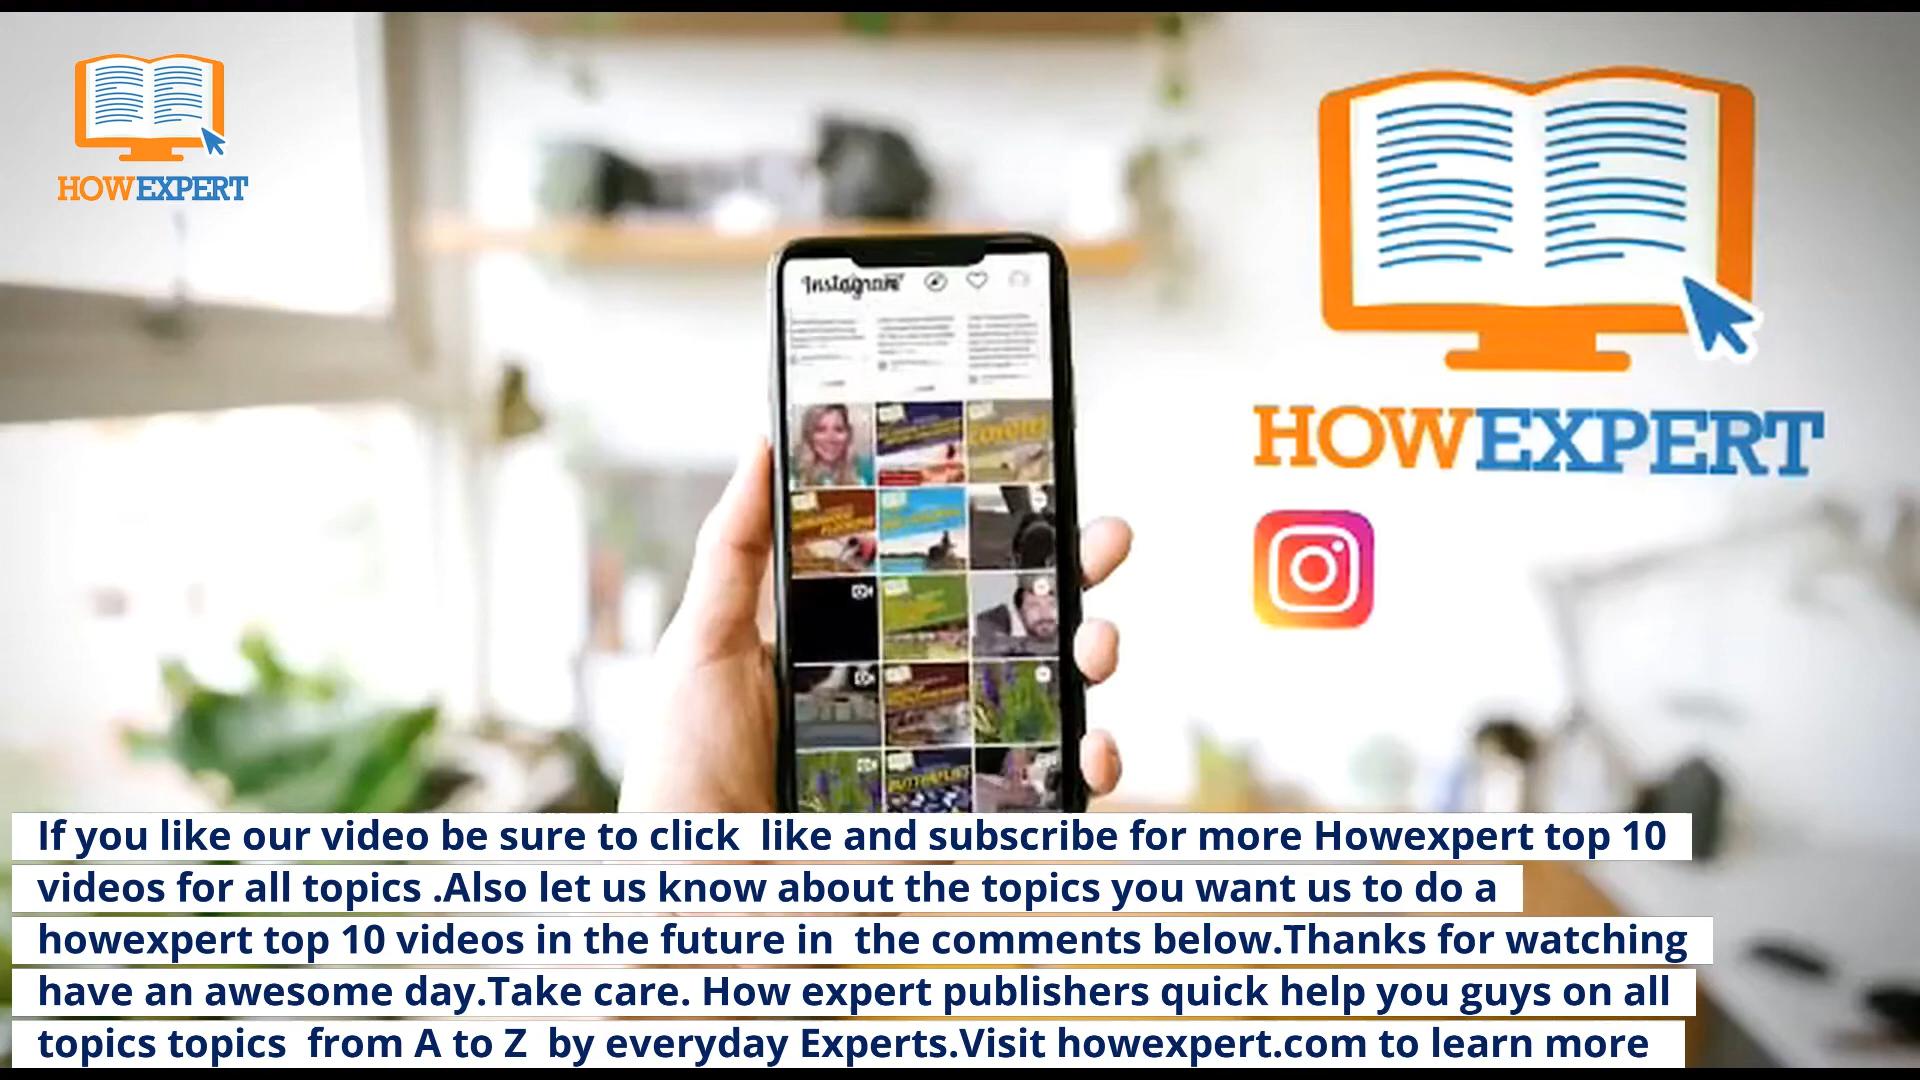 HOWEXPERT
Instagram
HOWEXPERT
COYOTES
If you like our video be sure to click like and subscribe for more Howexpert top 10
videos for all topics .Also let us know about the topics you want us to do a
howexpert top 10 videos in the future in the comments below.Thanks for watching
have an awesome day.Take care. How expert publishers quick help you guys on all
topics topics from A to Z by everyday Experts.Visit howexpert.com to learn more